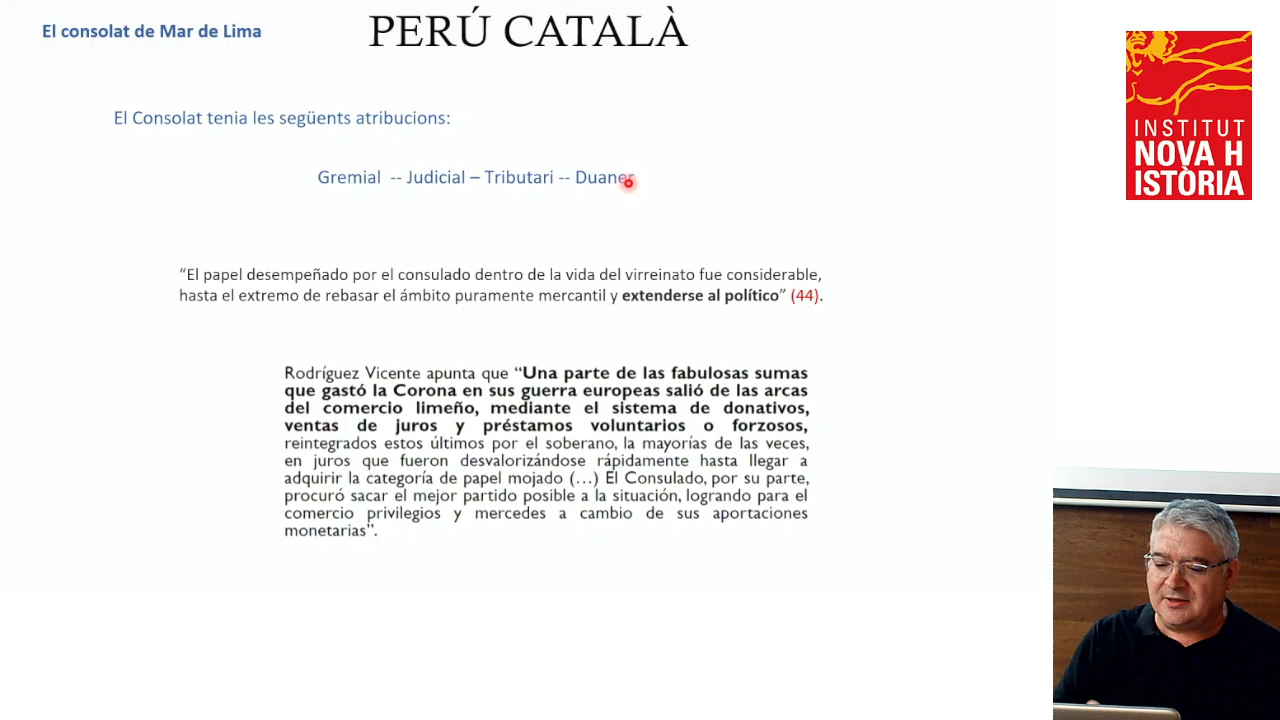 El consolat de Mar de Lima
PERÚ CATALÀ
INSTITUT
NOVA H
ISTÒRIA
El Consolat tenia les següents atribucions:
Gremial -- Judicial – Tributari -- Duaner
“El papel desempeñado por el consulado dentro de la vida del virreinato fue considerable,
hasta el extremo de rebasar el ámbito puramente mercantil y extenderse al político” (44).
Rodríguez Vicente apunta que “Una parte de las fabulosas sumas
que gastó la Corona en sus guerra europeas salió de las arcas
del comercio limeño, mediante el sistema de donativos,
ventas de juros y préstamos voluntarios o forzosos,
reintegrados estos últimos por el soberano, la mayorías de las veces,
en juros que fueron desvalorizándose rápidamente hasta llegar a
adquirir la categoría de papel mojado (…) El Consulado, por su parte,
procuró sacar el mejor partido posible a la situación, logrando para el
comercio privilegios y mercedes a cambio de sus aportaciones
monetarias”.